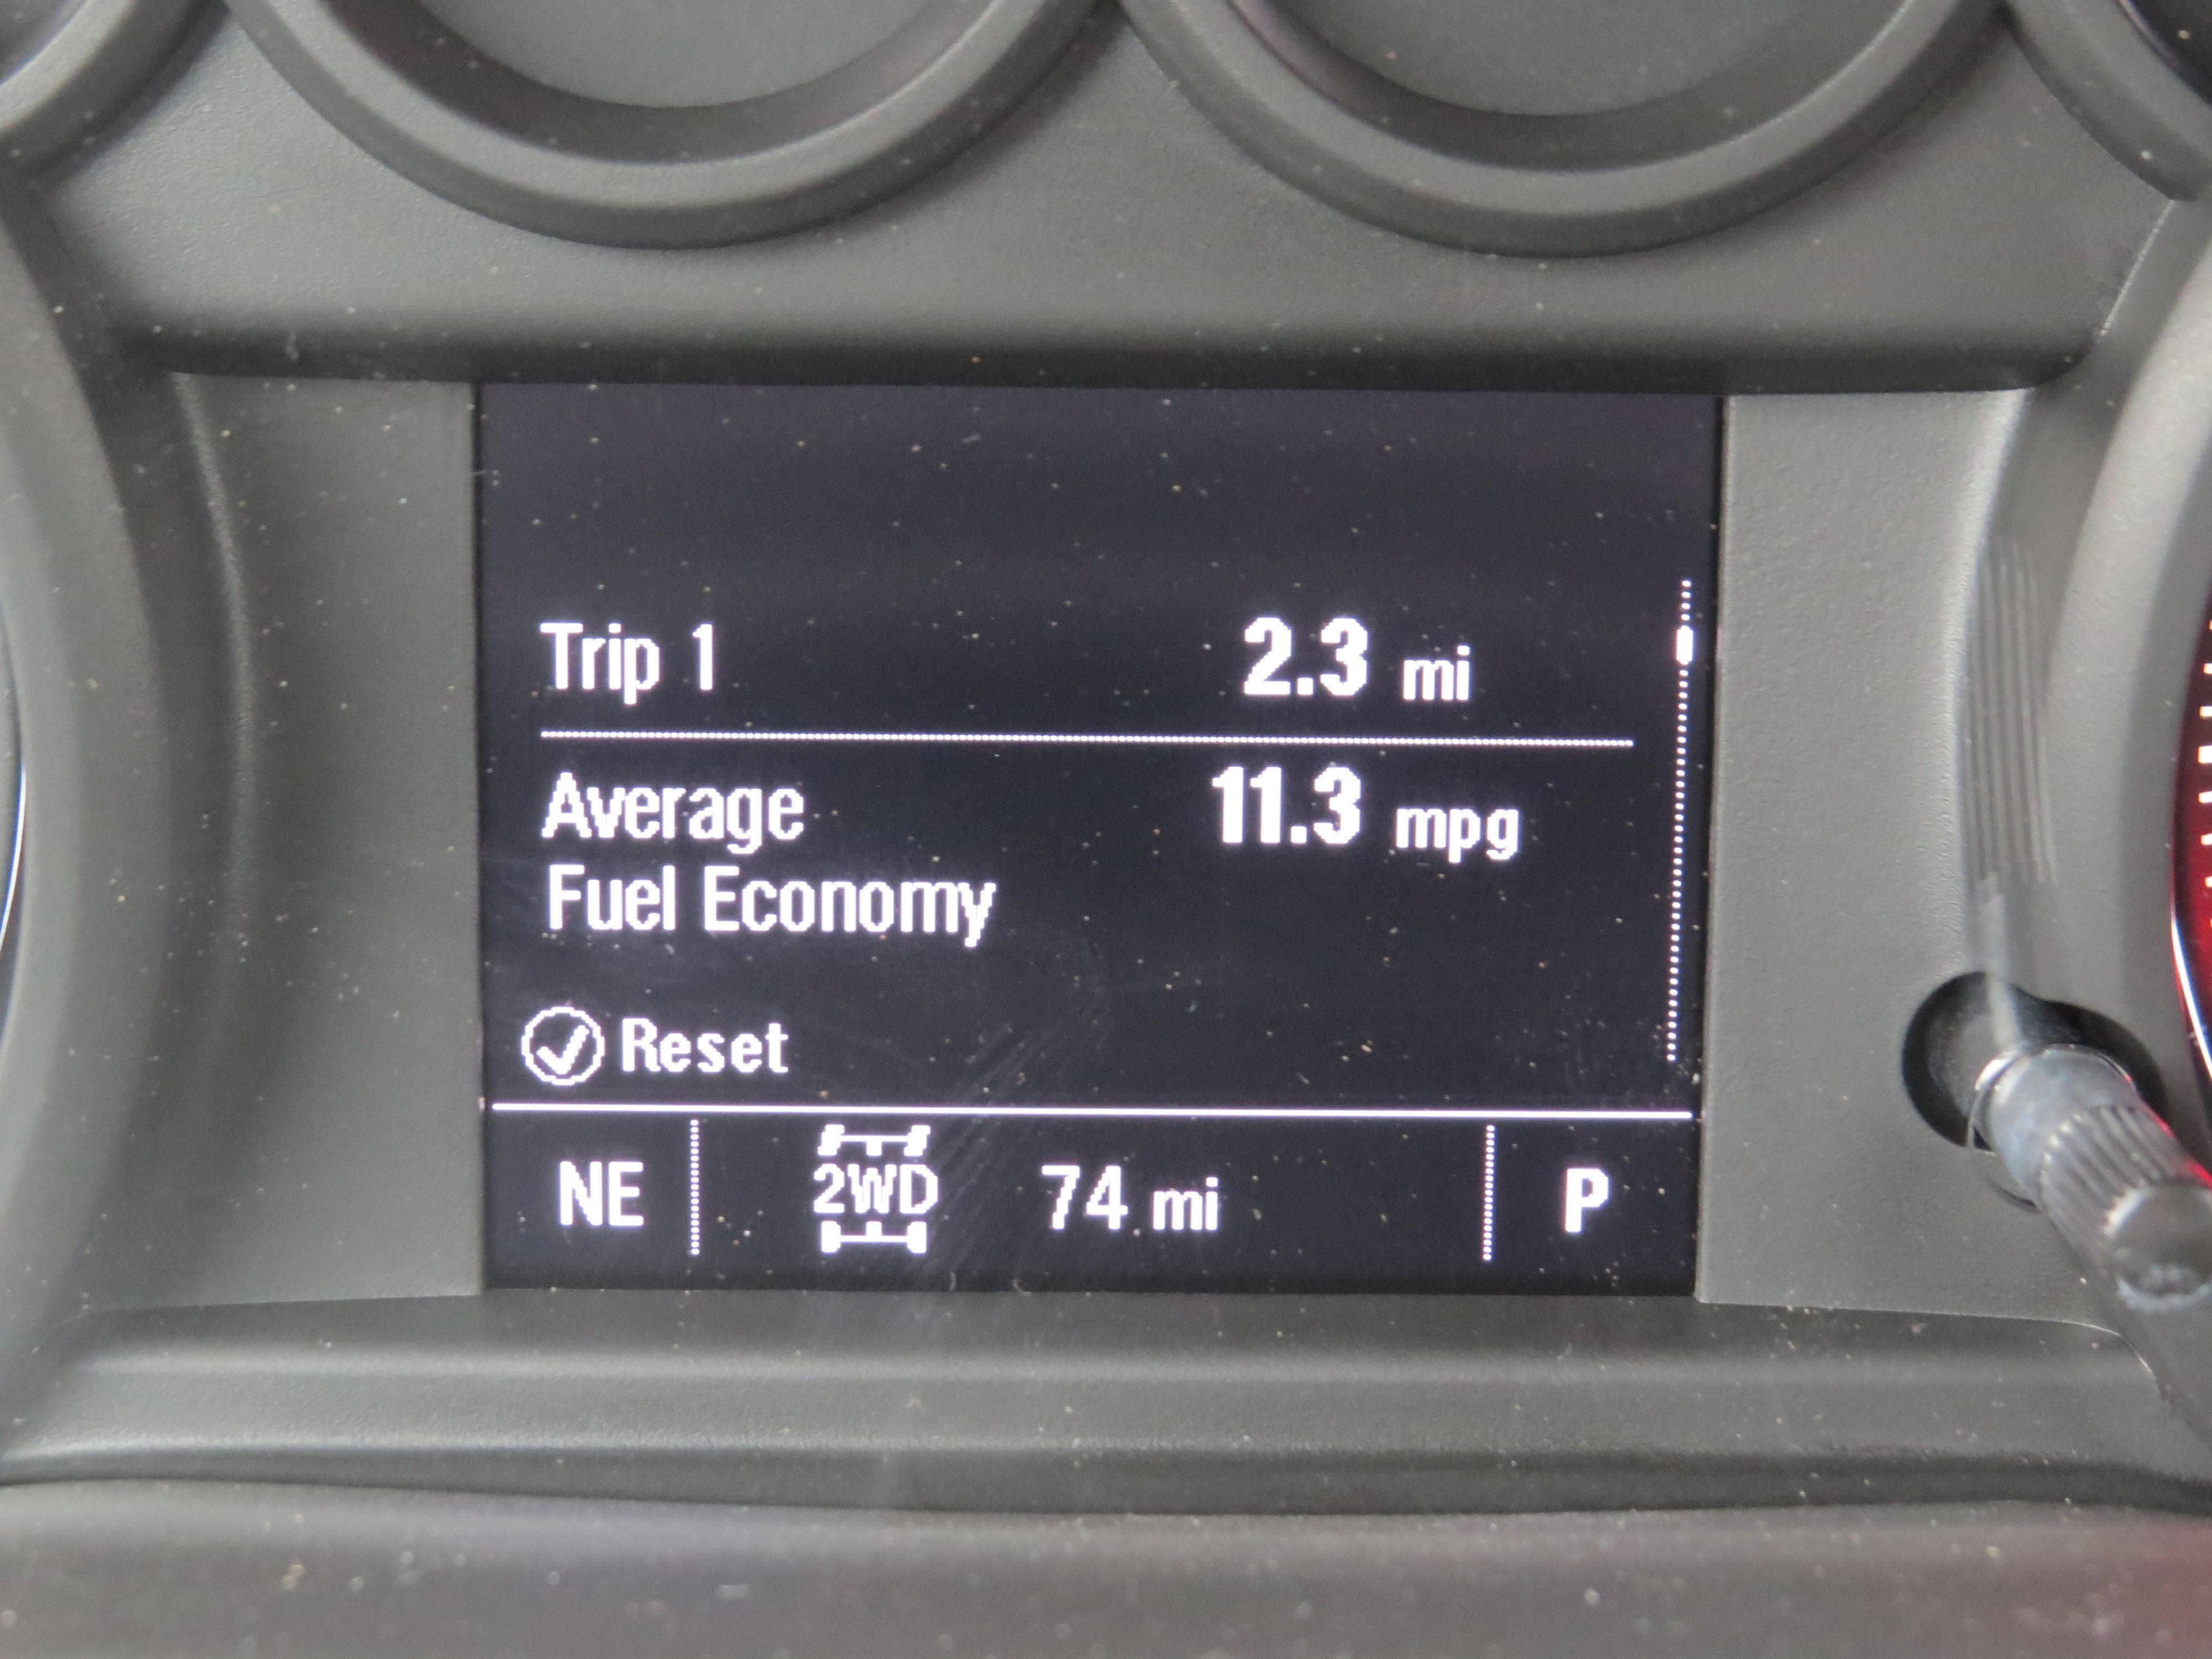 Trip 1 2.3 mi
Average 11.3 mpg
Fuel Economy
Reset
NE 2WD 74 mi P